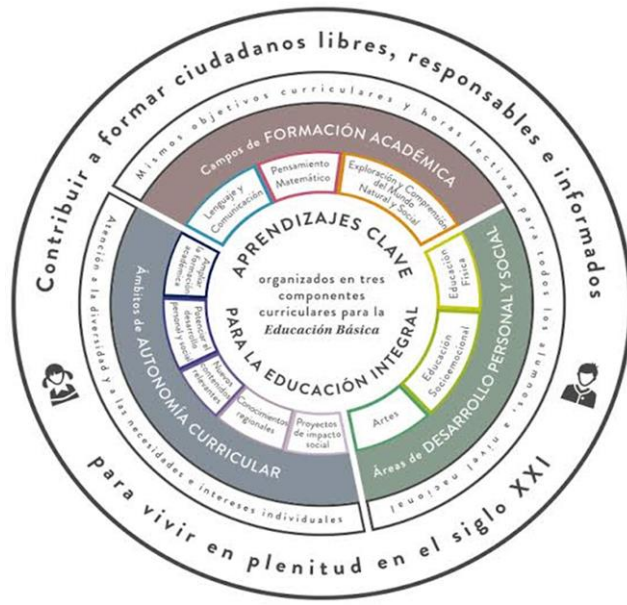 Contribuir a formar ciudadanos libres, responsables e informados
para vivir en plenitud en el siglo XXI
Mismos objetivos curriculares y horas lectivas para todos los alumnos, a nivel nacional
Atención a la diversidad y a las necesidades e intereses individuales
Campos de FORMACIÓN ACADÉMICA
Lenguaje y
Comunicación
Pensamiento
Matemático
Exploración y Comprensión
del Mundo
Natural y Social
Áreas de DESARROLLO PERSONAL Y SOCIAL
Educación
Física
Educación
Socioemocional
Artes
Ámbitos de AUTONOMÍA CURRICULAR
Ampliar
la formación
académica
Potenciar el
desarrollo
personal y social
Nuevos
contenidos
relevantes
Conocimientos
regionales
Proyectos
de impacto
social
APRENDIZAJES CLAVE
organizados en tres
componentes
curriculares para la
Educación Básica
PARA LA EDUCACIÓN INTEGRAL